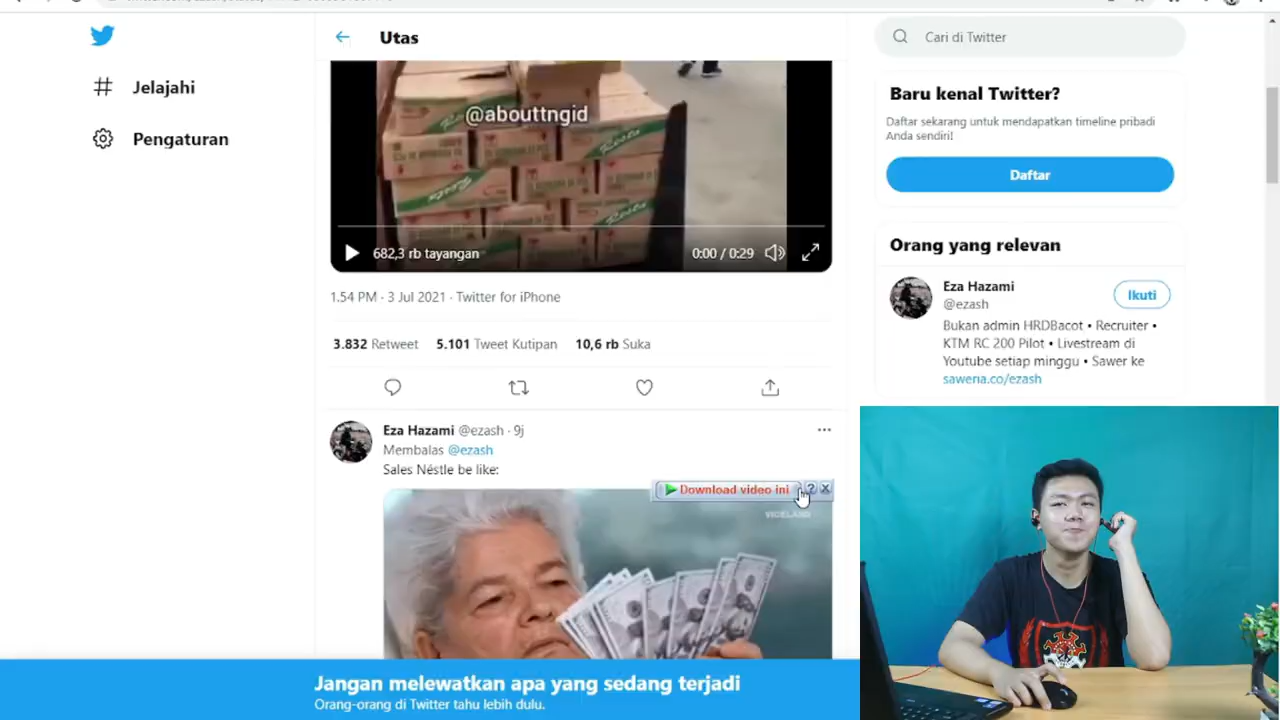 Utas
Cari di Twitter
Jelajahi
Pengaturan
@abouttngid
682,3 rb tayangan
0:00 / 0:29
1.54 PM · 3 Jul 2021 · Twitter for iPhone
3.832 Retweet 5.101 Tweet Kutipan 10,6 rb Suka
Eza Hazami @ezash · 9j
Membalas @ezash
Sales Néstle be like:
Download video ini
?
X
VICELAND
Baru kenal Twitter?
Daftar sekarang untuk mendapatkan timeline pribadi
Anda sendiri!
Daftar
Orang yang relevan
Eza Hazami
@ezash
Ikuti
Bukan admin HRDBacot • Recruiter •
KTM RC 200 Pilot • Livestream di
Youtube setiap minggu • Sawer ke
saweria.co/ezash
Jangan melewatkan apa yang sedang terjadi
Orang-orang di Twitter tahu lebih dulu.